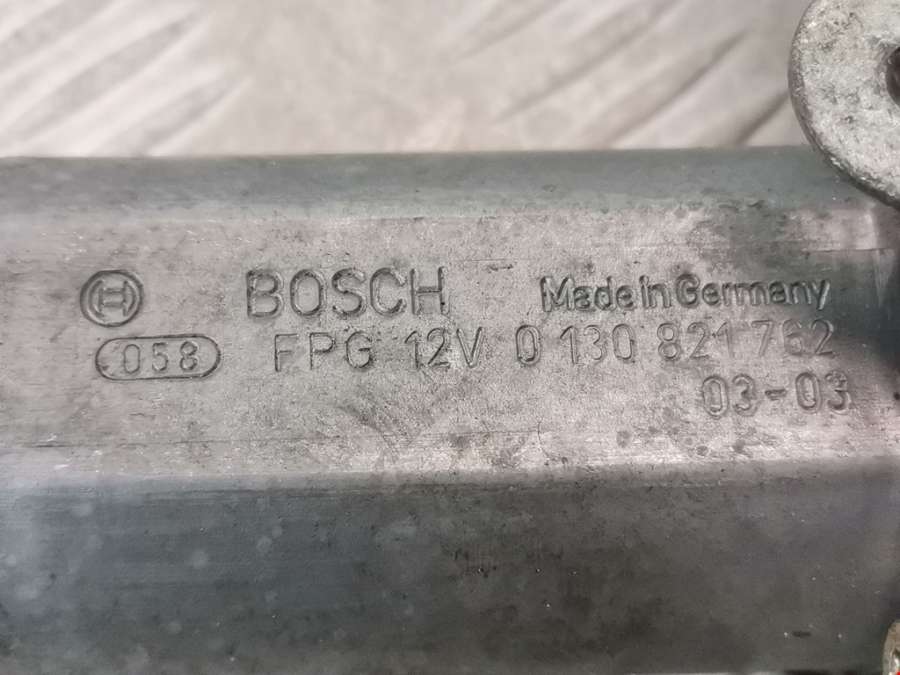 BOSCH Made in Germany
058 FPG 12V 0 130 821 762
03-03